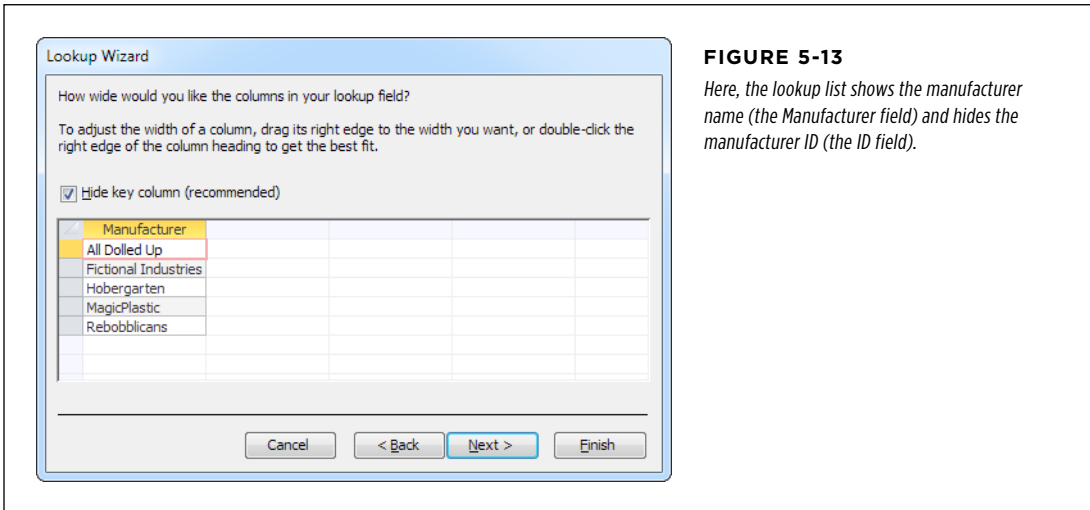 Lookup Wizard
How wide would you like the columns in your lookup field?
To adjust the width of a column, drag its right edge to the width you want, or double-click the
right edge of the column heading to get the best fit.
Hide key column (recommended)
Manufacturer
All Dolled Up
Fictional Industries
Hobergarten
MagicPlastic
Rebobblicans
Cancel
< Back
Next >
Finish
FIGURE 5-13
Here, the lookup list shows the manufacturer
name (the Manufacturer field) and hides the
manufacturer ID (the ID field).